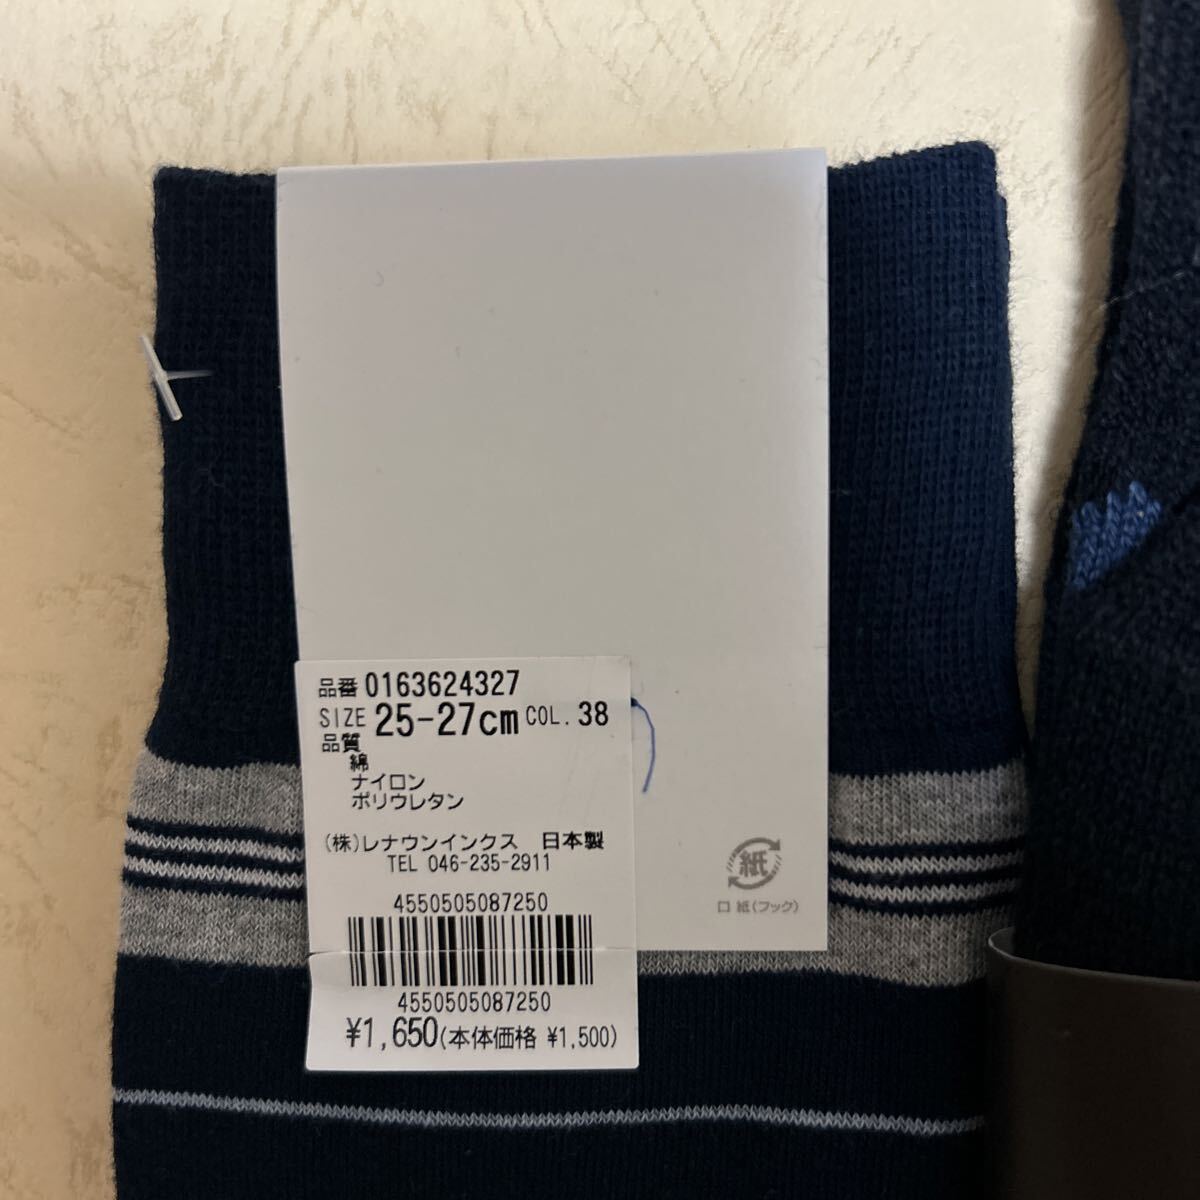 品番 0163624327
SIZE 25-27cm COL. 38
品質
綿
ナイロン
ポリウレタン
(株)レナウンインクス 日本製
TEL 046-235-2911
4550505087250
4550505087250
¥1,650(本体価格 ¥1,500)
紙
口紙(フック)